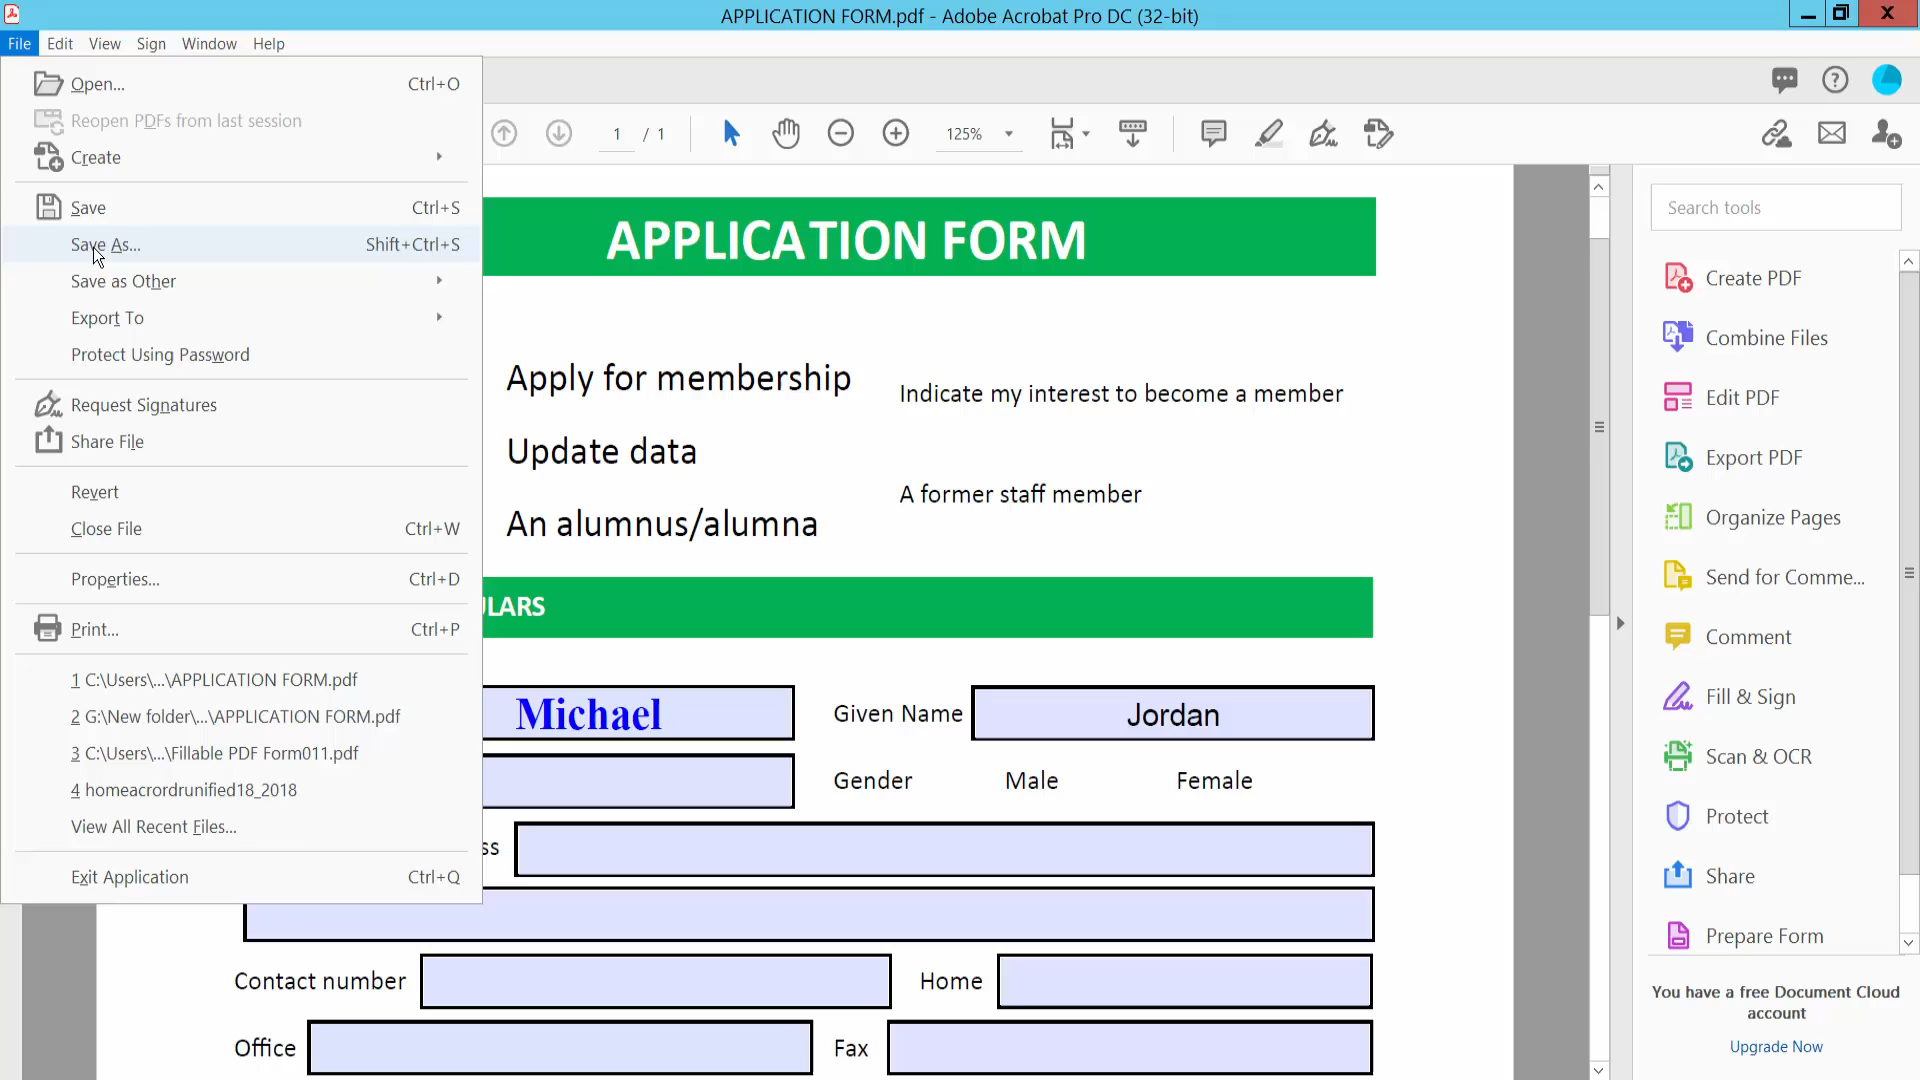 APPLICATION FORM.pdf - Adobe Acrobat Pro DC (32-bit)
File Edit View Sign Window Help
Open... Ctrl+O
Reopen PDFs from last session
Create
Save Ctrl+S
Save As... Shift+Ctrl+S
Save as Other
Export To
Protect Using Password
Request Signatures
Share File
Revert
Close File Ctrl+W
Properties... Ctrl+D
Print... Ctrl+P
1 C:\Users\...\APPLICATION FORM.pdf
2 G:\New folder\...\APPLICATION FORM.pdf
3 C:\Users\...\Fillable PDF Form011.pdf
4 homeacrordrunified18_2018
View All Recent Files...
Exit Application Ctrl+Q
1 / 1 125%
APPLICATION FORM
Apply for membership
Indicate my interest to become a member
Update data
A former staff member
An alumnus/alumna
ULARS
Michael Given Name Jordan
Gender Male Female
ss
Contact number Home
Office Fax
Search tools
Create PDF
Combine Files
Edit PDF
Export PDF
Organize Pages
Send for Comme...
Comment
Fill & Sign
Scan & OCR
Protect
Share
Prepare Form
You have a free Document Cloud
account
Upgrade Now